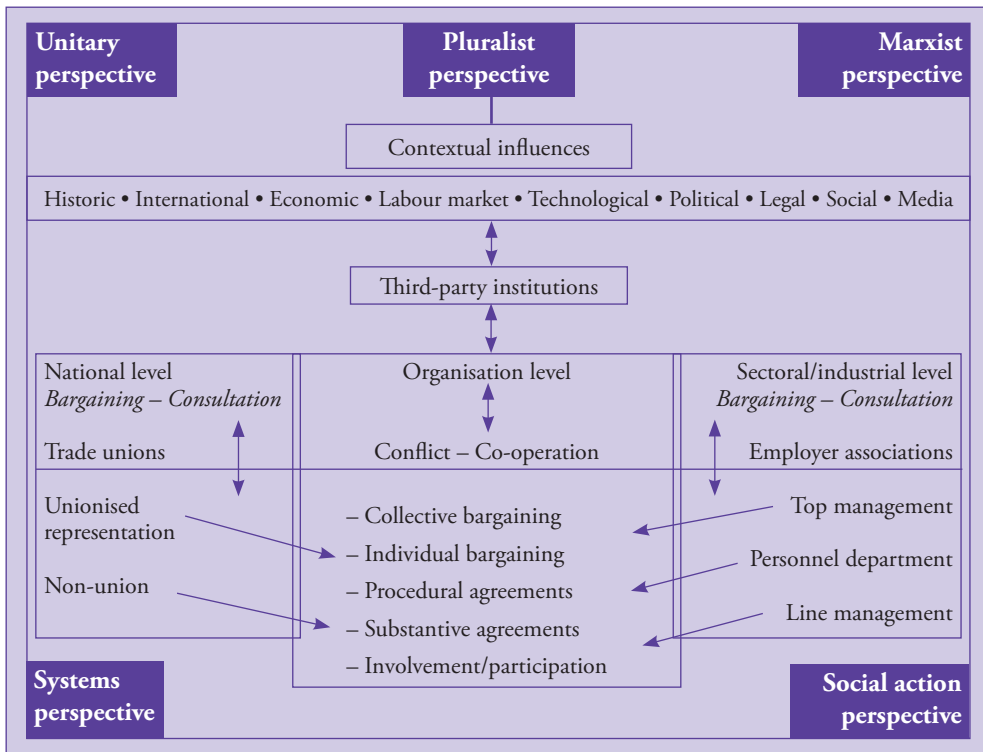 Unitary
perspective
Pluralist
perspective
Marxist
perspective
Contextual influences
Historic • International • Economic • Labour market • Technological • Political • Legal • Social • Media
Third-party institutions
National level
Bargaining – Consultation
Trade unions
Organisation level
Conflict – Co-operation
Sectoral/industrial level
Bargaining – Consultation
Employer associations
Unionised
representation
Non-union
– Collective bargaining
– Individual bargaining
– Procedural agreements
– Substantive agreements
– Involvement/participation
Top management
Personnel department
Line management
Systems
perspective
Social action
perspective